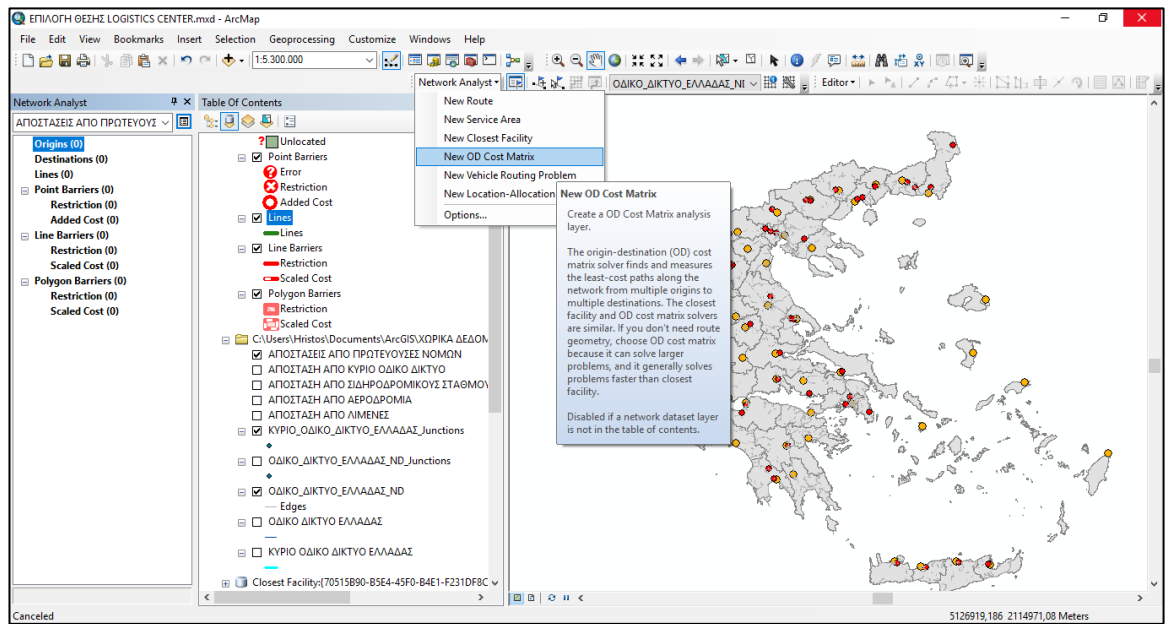 ΕΠΙΛΟΓΗ ΘΕΣΗΣ LOGISTICS CENTER.mxd - ArcMap
File Edit View Bookmarks Insert Selection Geoprocessing Customize Windows Help
1:5.300.000
Network Analyst
ΟΔΙΚΟ_ΔΙΚΤΥΟ_ΕΛΛΑΔΑΣ_ΝΙ
Editor
Network Analyst
ΑΠΟΣΤΑΣΕΙΣ ΑΠΟ ΠΡΩΤΕΥΟΥΣ
Origins (0)
Destinations (0)
Lines (0)
Point Barriers (0)
Restriction (0)
Added Cost (0)
Line Barriers (0)
Restriction (0)
Scaled Cost (0)
Polygon Barriers (0)
Restriction (0)
Scaled Cost (0)
Table Of Contents
Unlocated
Point Barriers
Error
Restriction
Added Cost
Lines
Lines
Line Barriers
Restriction
Scaled Cost
Polygon Barriers
Restriction
Scaled Cost
C:\Users\Hristos\Documents\ArcGIS\ΧΩΡΙΚΑ ΔΕΔΟΜ
ΑΠΟΣΤΑΣΕΙΣ ΑΠΟ ΠΡΩΤΕΥΟΥΣΕΣ ΝΟΜΩΝ
ΑΠΟΣΤΑΣΗ ΑΠΟ ΚΥΡΙΟ ΟΔΙΚΟ ΔΙΚΤΥΟ
ΑΠΟΣΤΑΣΗ ΑΠΟ ΣΙΔΗΡΟΔΡΟΜΙΚΟΥΣ ΣΤΑΘΜΟΥ
ΑΠΟΣΤΑΣΗ ΑΠΟ ΑΕΡΟΔΡΟΜΙΑ
ΑΠΟΣΤΑΣΗ ΑΠΟ ΛΙΜΕΝΕΣ
ΚΥΡΙΟ_ΟΔΙΚΟ_ΔΙΚΤΥΟ_ΕΛΛΑΔΑΣ_Junctions
ΟΔΙΚΟ_ΔΙΚΤΥΟ_ΕΛΛΑΔΑΣ_ND_Junctions
ΟΔΙΚΟ_ΔΙΚΤΥΟ_ΕΛΛΑΔΑΣ_ND
Edges
ΟΔΙΚΟ ΔΙΚΤΥΟ ΕΛΛΑΔΑΣ
ΚΥΡΙΟ ΟΔΙΚΟ ΔΙΚΤΥΟ ΕΛΛΑΔΑΣ
Closest Facility:{70515B90-B5E4-45F0-B4E1-F231DF8C
New Route
New Service Area
New Closest Facility
New OD Cost Matrix
New Vehicle Routing Problem
New Location-Allocation
Options...
New OD Cost Matrix
Create a OD Cost Matrix analysis
layer.
The origin-destination (OD) cost
matrix solver finds and measures
the least-cost paths along the
network from multiple origins to
multiple destinations. The closest
facility and OD cost matrix solvers
are similar. If you don't need route
geometry, choose OD cost matrix
because it can solve larger
problems, and it generally solves
problems faster than closest
facility.
Disabled if a network dataset layer
is not in the table of contents.
Canceled
5126919,186 2114971,08 Meters